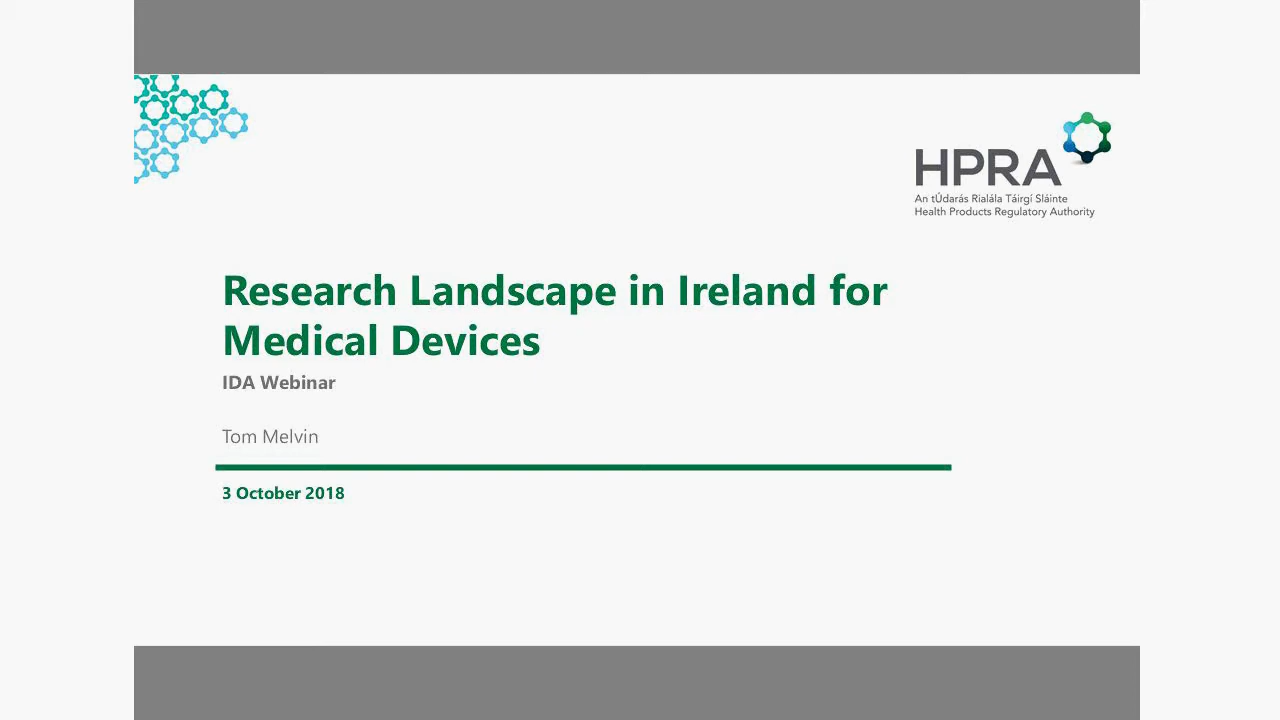 HPRA
An tÚdarás Rialála Táirgí Sláinte
Health Products Regulatory Authority
Research Landscape in Ireland for
Medical Devices
IDA Webinar
Tom Melvin
3 October 2018